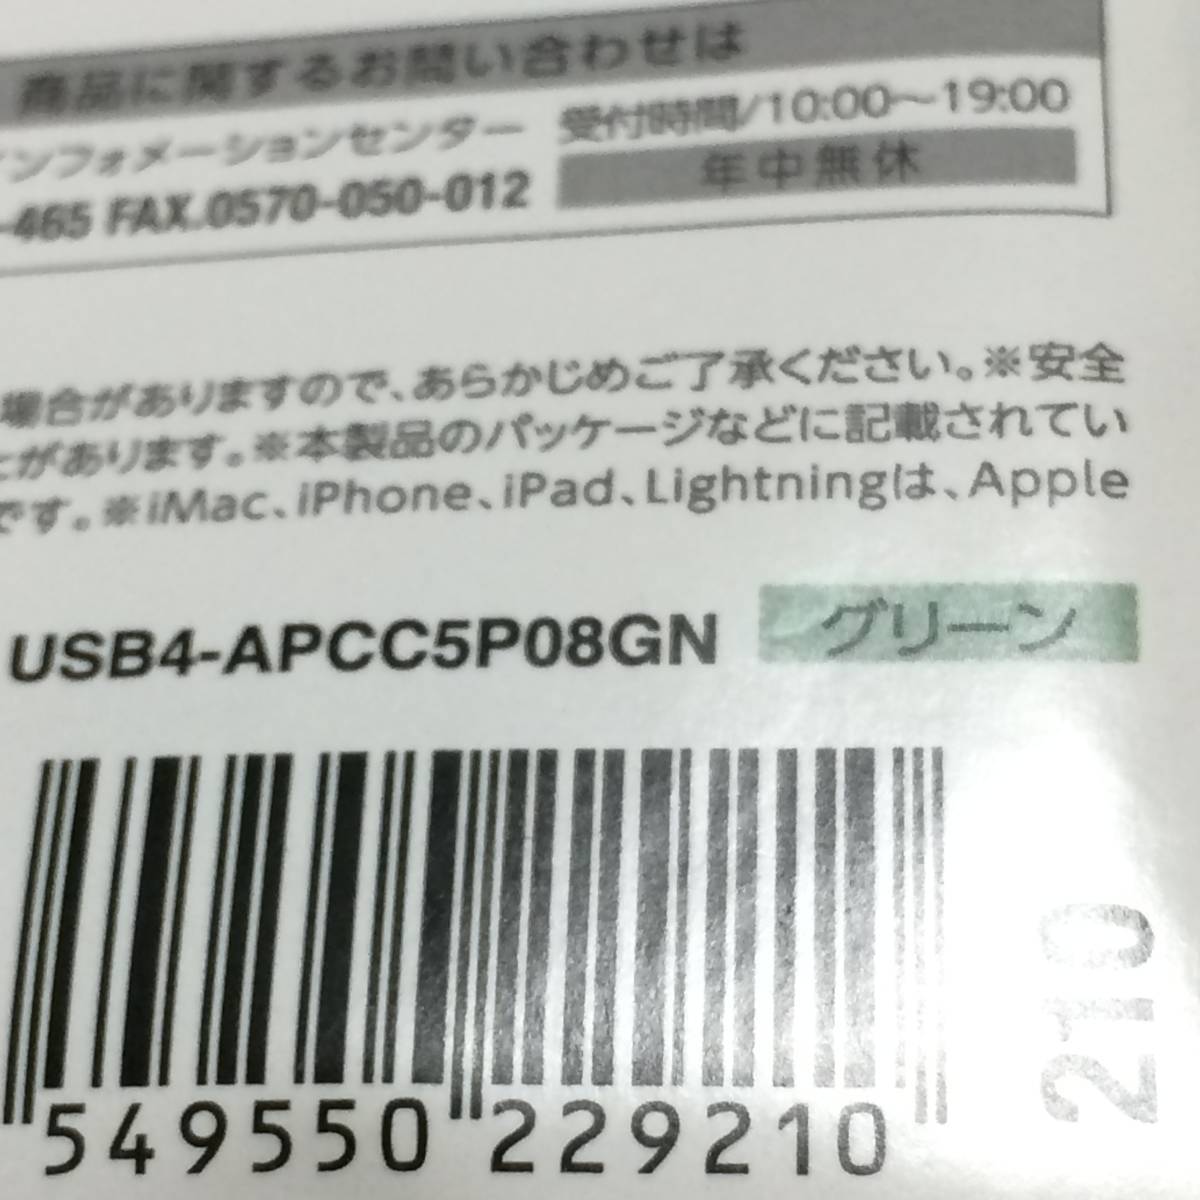 商品に関するお問い合わせは
インフォメーションセンター 受付時間/10:00～19:00
-465 FAX.0570-050-012 年中無休
場合がありますので、あらかじめご了承ください。※安全
とがあります。※本製品のパッケージなどに記載されてい
です。※iMac、iPhone、iPad、Lightningは、Apple
USB4-APCC5P08GN グリーン
549550 229210
210